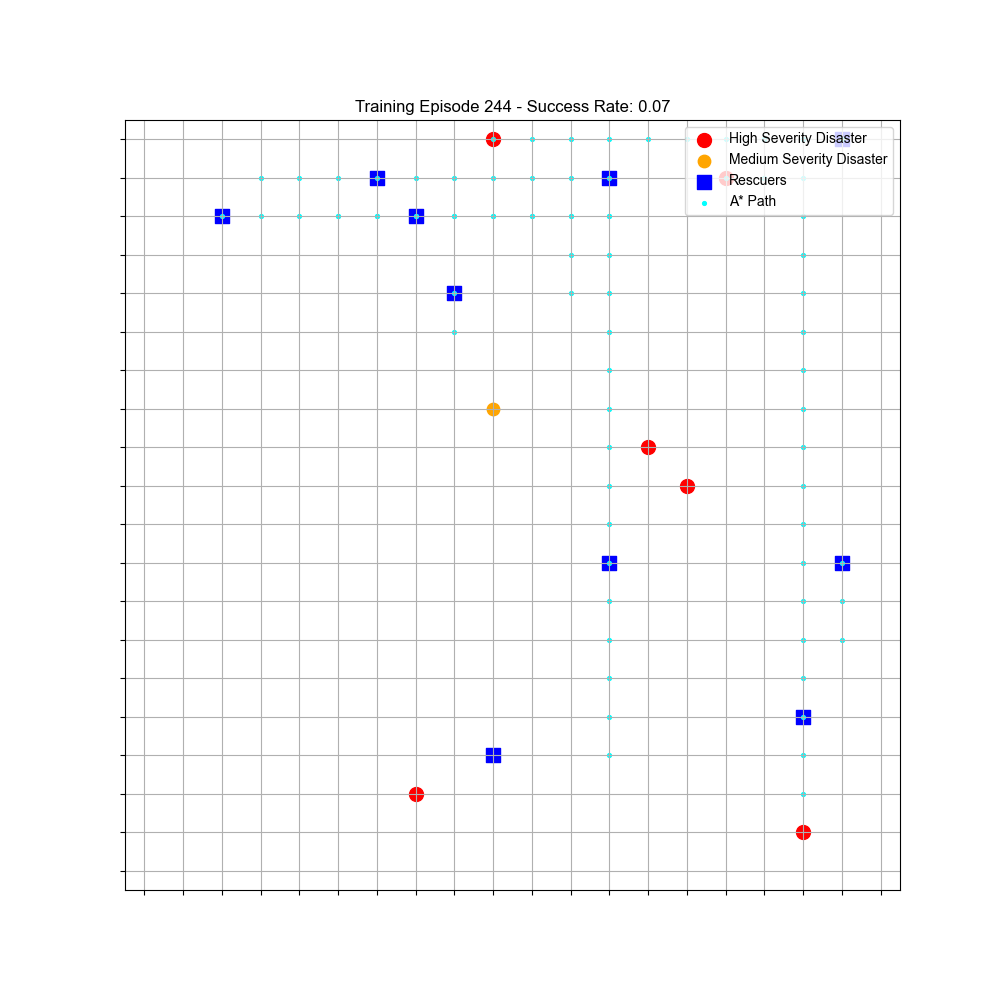 Training Episode 244 - Success Rate: 0.07
High Severity Disaster
Medium Severity Disaster
Rescuers
A* Path